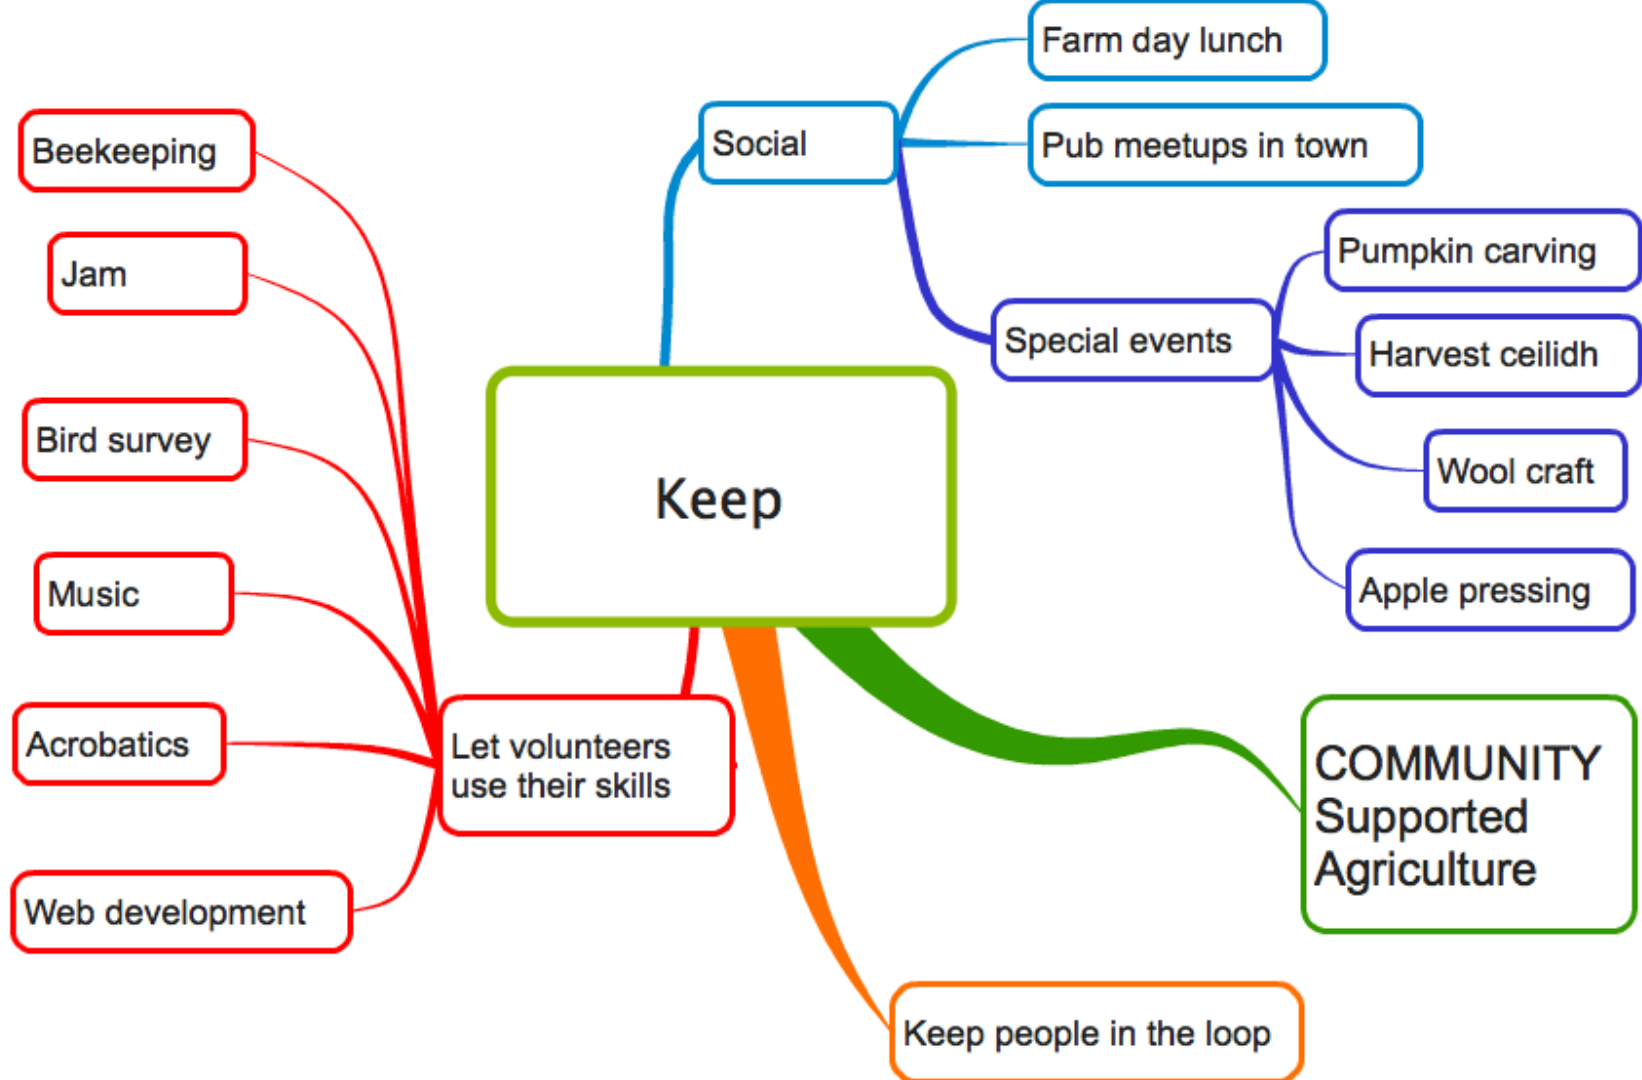 Farm day lunch
Social
Pub meetups in town
Beekeeping
Pumpkin carving
Jam
Special events
Harvest ceilidh
Bird survey
Wool craft
Keep
Music
Apple pressing
Acrobatics
Let volunteers
use their skills
COMMUNITY
Supported
Agriculture
Web development
Keep people in the loop